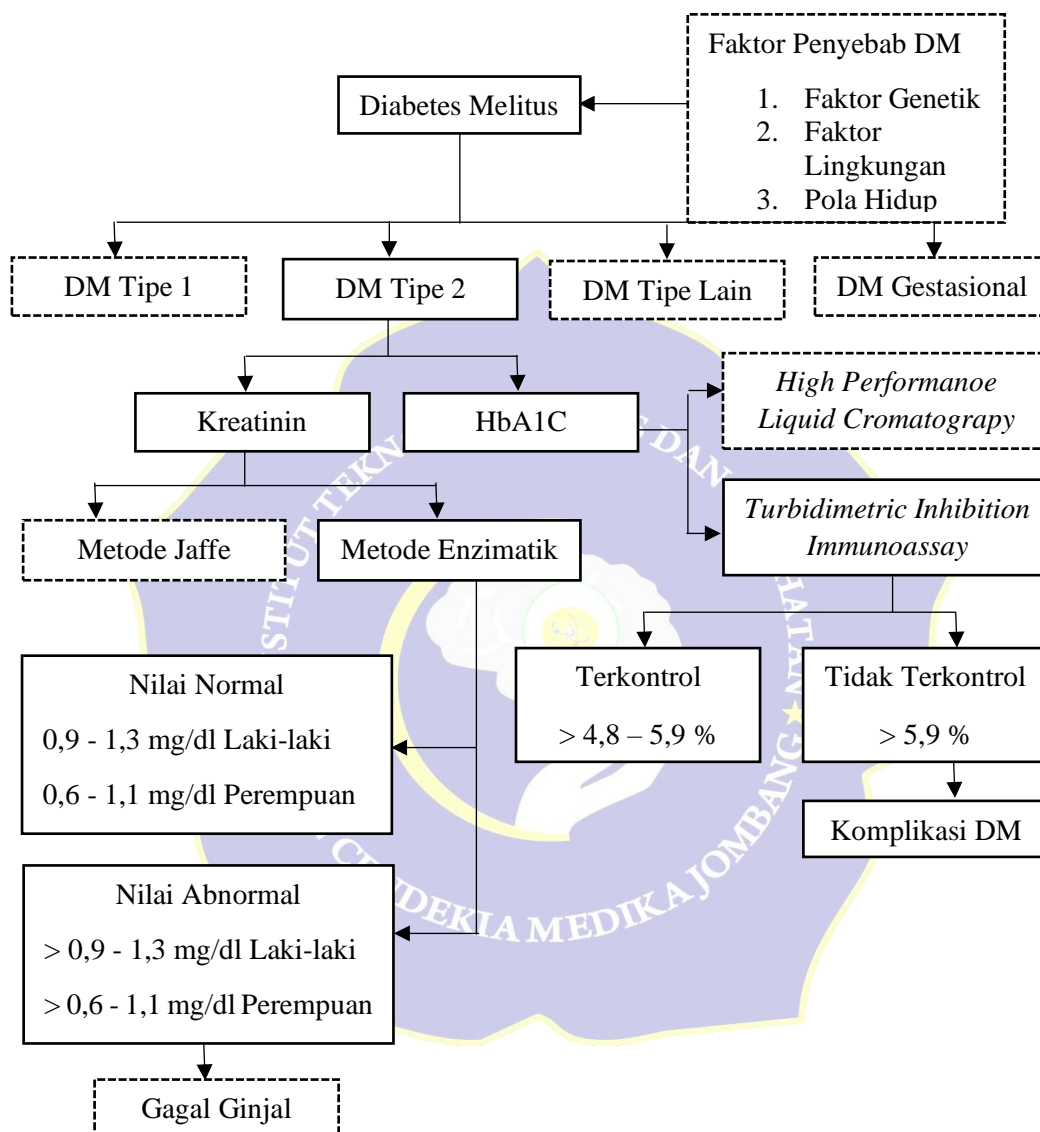 Faktor Penyebab DM
1. Faktor Genetik
2. Faktor
Lingkungan
3. Pola Hidup
Diabetes Melitus
DM Tipe 1
DM Tipe 2
DM Tipe Lain
DM Gestasional
Kreatinin
HbA1C
High Performanoe
Liquid Cromatograpy
Metode Jaffe
Metode Enzimatik
Turbidimetric Inhibition
Immunoassay
Nilai Normal
0,9 - 1,3 mg/dl Laki-laki
0,6 - 1,1 mg/dl Perempuan
Terkontrol
> 4,8 – 5,9 %
Tidak Terkontrol
> 5,9 %
Komplikasi DM
Nilai Abnormal
> 0,9 - 1,3 mg/dl Laki-laki
> 0,6 - 1,1 mg/dl Perempuan
Gagal Ginjal
DAN
MEDIKA JOMBANG